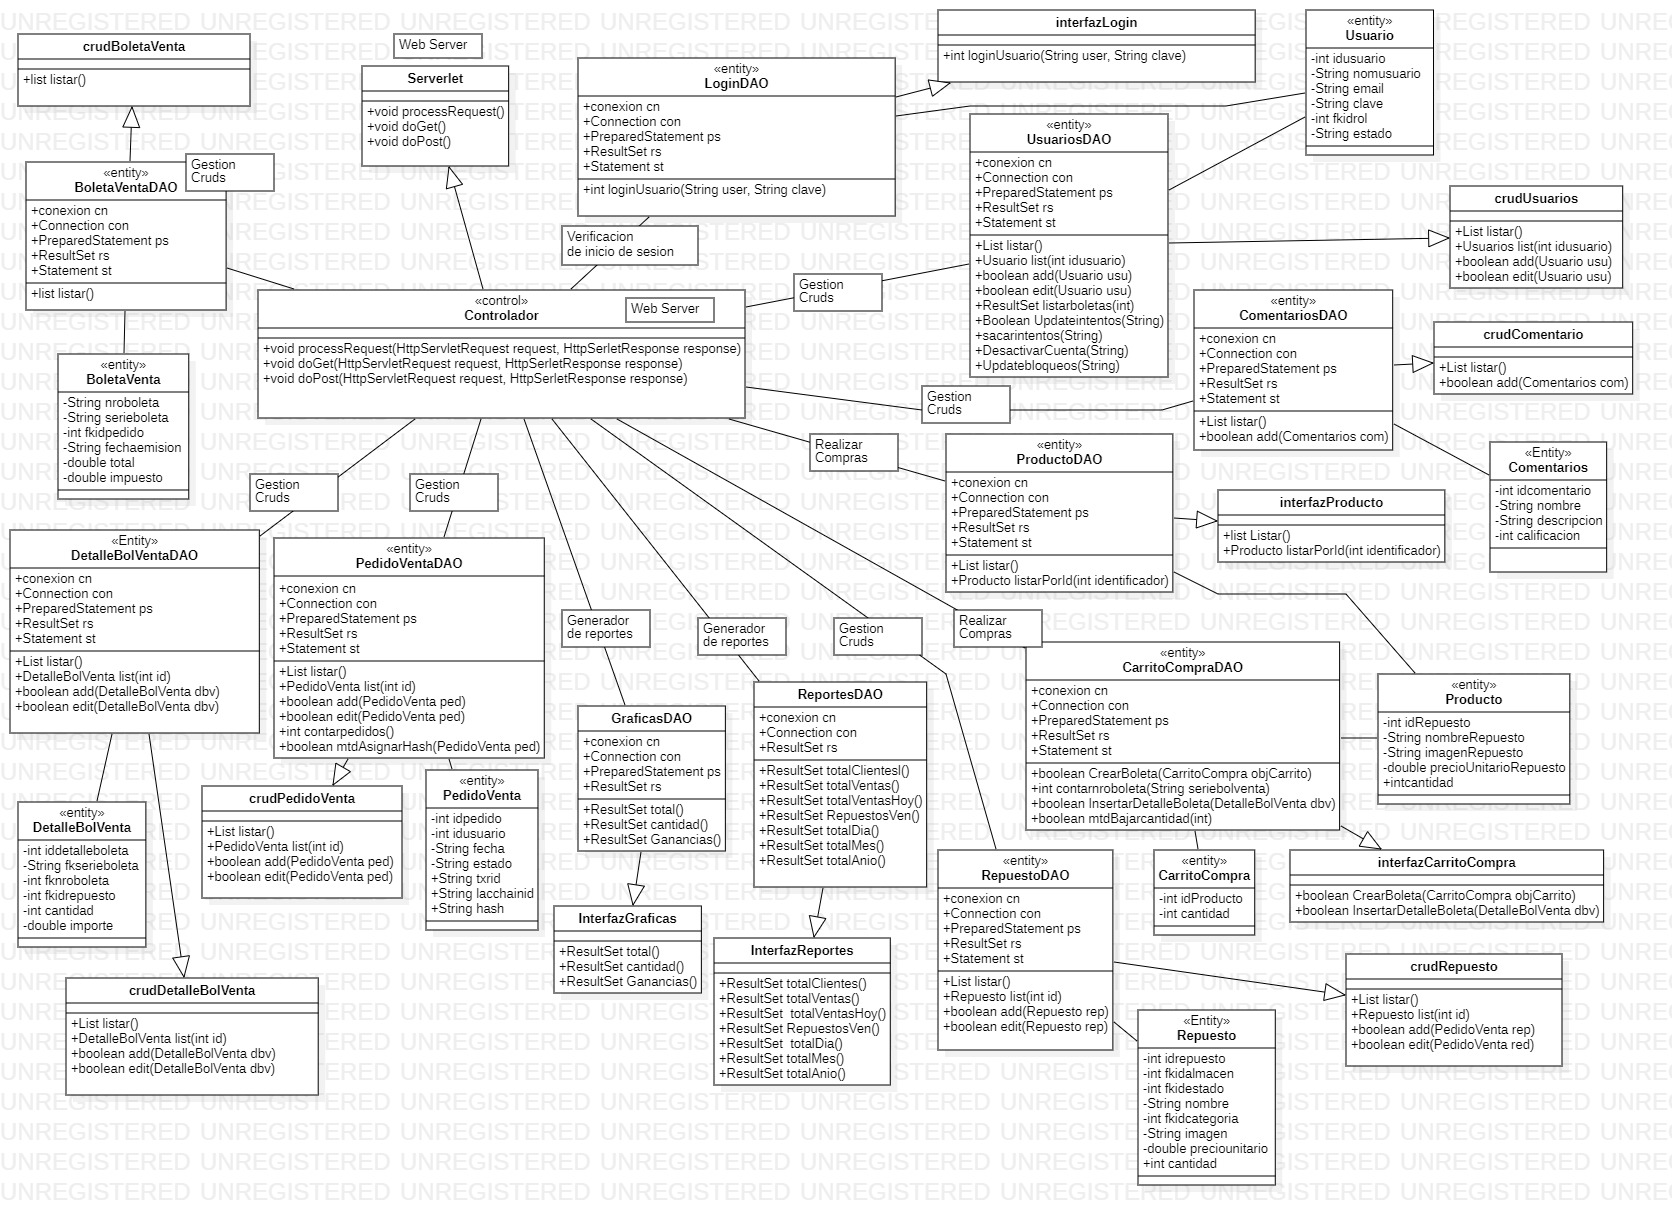 crudBoletaVenta
+list listar()
Web Server
Serverlet
+void processRequest()
+void doGet()
+void doPost()
«entity»
LoginDAO
+conexion cn
+Connection con
+PreparedStatement ps
+ResultSet rs
+Statement st
+int loginUsuario(String user, String clave)
interfazLogin
+int loginUsuario(String user, String clave)
«entity»
Usuario
-int idusuario
-String nomusuario
-String email
-String clave
-int fkidrol
-String estado
«entity»
UsuariosDAO
+conexion cn
+Connection con
+PreparedStatement ps
+ResultSet rs
+Statement st
+List listar()
+Usuario list(int idusuario)
+boolean add(Usuario usu)
+boolean edit(Usuario usu)
+ResultSet listarboletas(int)
+Boolean Updateintentos(String)
+sacarintentos(String)
+DesactivarCuenta(String)
+Updatebloqueos(String)
crudUsuarios
+List listar()
+Usuarios list(int idusuario)
+boolean add(Usuario usu)
+boolean edit(Usuario usu)
«entity»
BoletaVentaDAO
+conexion cn
+Connection con
+PreparedStatement ps
+ResultSet rs
+Statement st
+list listar()
Gestion
Cruds
Verificacion
de inicio de sesion
Gestion
Cruds
«control»
Controlador
Web Server
+void processRequest(HttpServletRequest request, HttpSerletResponse response)
+void doGet(HttpServletRequest request, HttpSerletResponse response)
+void doPost(HttpServletRequest request, HttpSerletResponse response)
«entity»
ComentariosDAO
+conexion cn
+Connection con
+PreparedStatement ps
+ResultSet rs
+Statement st
+List listar()
+boolean add(Comentarios com)
crudComentario
+List listar()
+boolean add(Comentarios com)
«entity»
BoletaVenta
-String nroboleta
-String serieboleta
-int fkidpedido
-String fechaemision
-double total
-double impuesto
Gestion
Cruds
Realizar
Compras
«entity»
ProductoDAO
+conexion cn
+Connection con
+PreparedStatement ps
+ResultSet rs
+Statement st
+List listar()
+Producto listarPorId(int identificador)
«Entity»
Comentarios
-int idcomentario
-String nombre
-String descripcion
-int calificacion
interfazProducto
+list Listar()
+Producto listarPorId(int identificador)
Gestion
Cruds
Gestion
Cruds
«Entity»
DetalleBolVentaDAO
+conexion cn
+Connection con
+PreparedStatement ps
+ResultSet rs
+Statement st
+List listar()
+DetalleBolVenta list(int id)
+boolean add(DetalleBolVenta dbv)
+boolean edit(DetalleBolVenta dbv)
«entity»
PedidoVentaDAO
+conexion cn
+Connection con
+PreparedStatement ps
+ResultSet rs
+Statement st
+List listar()
+PedidoVenta list(int id)
+boolean add(PedidoVenta ped)
+boolean edit(PedidoVenta ped)
+int contarpedidos()
+boolean mtdAsignarHash(PedidoVenta ped)
Generador
de reportes
Generador
de reportes
Gestion
Cruds
Realizar
Compras
«entity»
CarritoCompraDAO
+conexion cn
+Connection con
+PreparedStatement ps
+ResultSet rs
+Statement st
+boolean CrearBoleta(CarritoCompra objCarrito)
+int contarnroboleta(String seriebolventa)
+boolean InsertarDetalleBoleta(DetalleBolVenta dbv)
+boolean mtdBajarcantidad(int)
«entity»
Producto
-int idRepuesto
-String nombreRepuesto
-String imagenRepuesto
-double precioUnitarioRepuesto
+intcantidad
GraficasDAO
+conexion cn
+Connection con
+PreparedStatement ps
+ResultSet rs
+ResultSet total()
+ResultSet cantidad()
+ResultSet Ganancias()
ReportesDAO
+conexion cn
+Connection con
+ResultSet rs
+ResultSet totalClientesl()
+ResultSet totalVentas()
+ResultSet totalVentasHoy()
+ResultSet RepuestosVen()
+ResultSet totalDia()
+ResultSet totalMes()
+ResultSet totalAnio()
«entity»
DetalleBolVenta
-int iddetalleboleta
-String fkserieboleta
-int fknroboleta
-int fkidrepuesto
-int cantidad
-double importe
crudPedidoVenta
+List listar()
+PedidoVenta list(int id)
+boolean add(PedidoVenta ped)
+boolean edit(PedidoVenta ped)
«entity»
PedidoVenta
-int idpedido
-int idusuario
-String fecha
-String estado
+String txrid
+String lacchainid
+String hash
«entity»
RepuestoDAO
+conexion cn
+Connection con
+PreparedStatement ps
+ResultSet rs
+Statement st
+List listar()
+Repuesto list(int id)
+boolean add(Repuesto rep)
+boolean edit(Repuesto rep)
«entity»
CarritoCompra
-int idProducto
-int cantidad
interfazCarritoCompra
+boolean CrearBoleta(CarritoCompra objCarrito)
+boolean InsertarDetalleBoleta(DetalleBolVenta dbv)
InterfazGraficas
+ResultSet total()
+ResultSet cantidad()
+ResultSet Ganancias()
InterfazReportes
+ResultSet totalClientes()
+ResultSet totalVentas()
+ResultSet  totalVentasHoy()
+ResultSet RepuestosVen()
+ResultSet  totalDia()
+ResultSet totalMes()
+ResultSet totalAnio()
crudDetalleBolVenta
+List listar()
+DetalleBolVenta list(int id)
+boolean add(DetalleBolVenta dbv)
+boolean edit(DetalleBolVenta dbv)
crudRepuesto
+List listar()
+Repuesto list(int id)
+boolean add(PedidoVenta rep)
+boolean edit(PedidoVenta red)
«Entity»
Repuesto
-int idrepuesto
-int fkidalmacen
-int fkidestado
-String nombre
-int fkidcategoria
-String imagen
-double preciounitario
+int cantidad